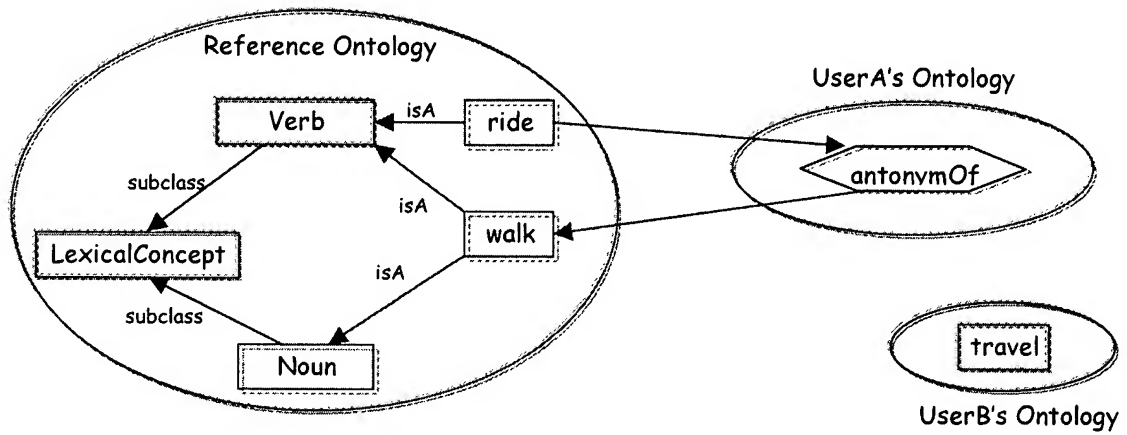 Reference Ontology
UserA's Ontology
Verb
isA
ride
antonymOf
subclass
isA
walk
LexicalConcept
isA
subclass
Noun
travel
UserB's Ontology